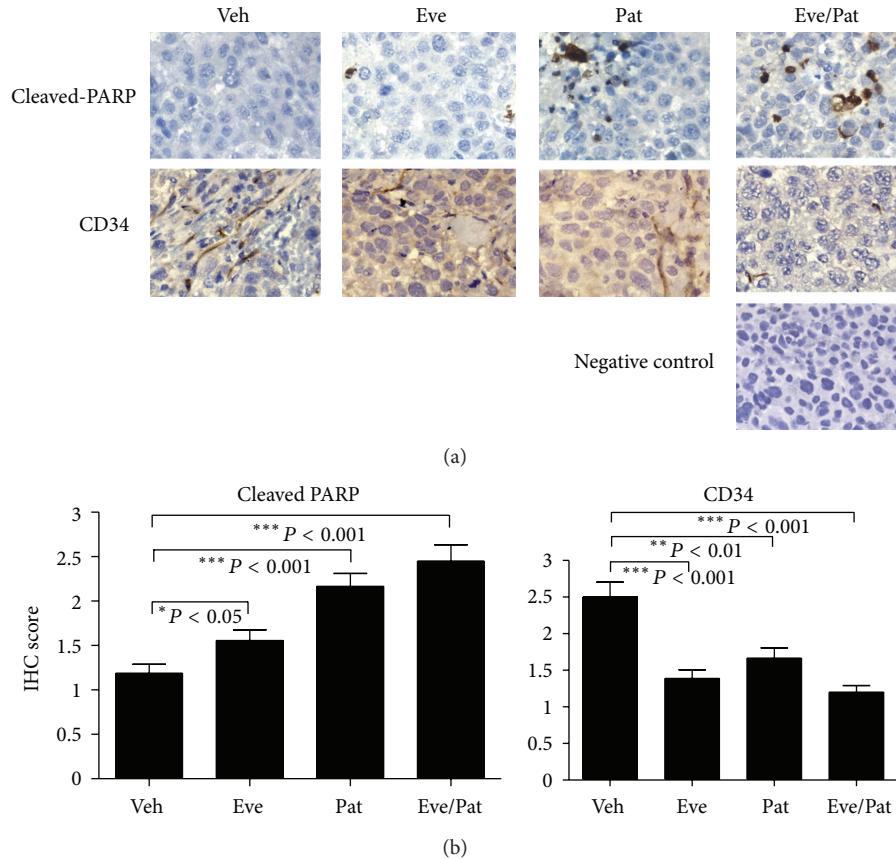 Veh Eve Pat Eve/Pat
Cleaved-PARP
CD34
Negative control
(a)
Cleaved PARP
IHC score
3
2.5
2
1.5
1
0.5
0
*** P < 0.001
*** P < 0.001
* P < 0.05
Veh Eve Pat Eve/Pat
CD34
3
2.5
2
1.5
1
0.5
0
*** P < 0.001
** P < 0.01
*** P < 0.001
Veh Eve Pat Eve/Pat
(b)